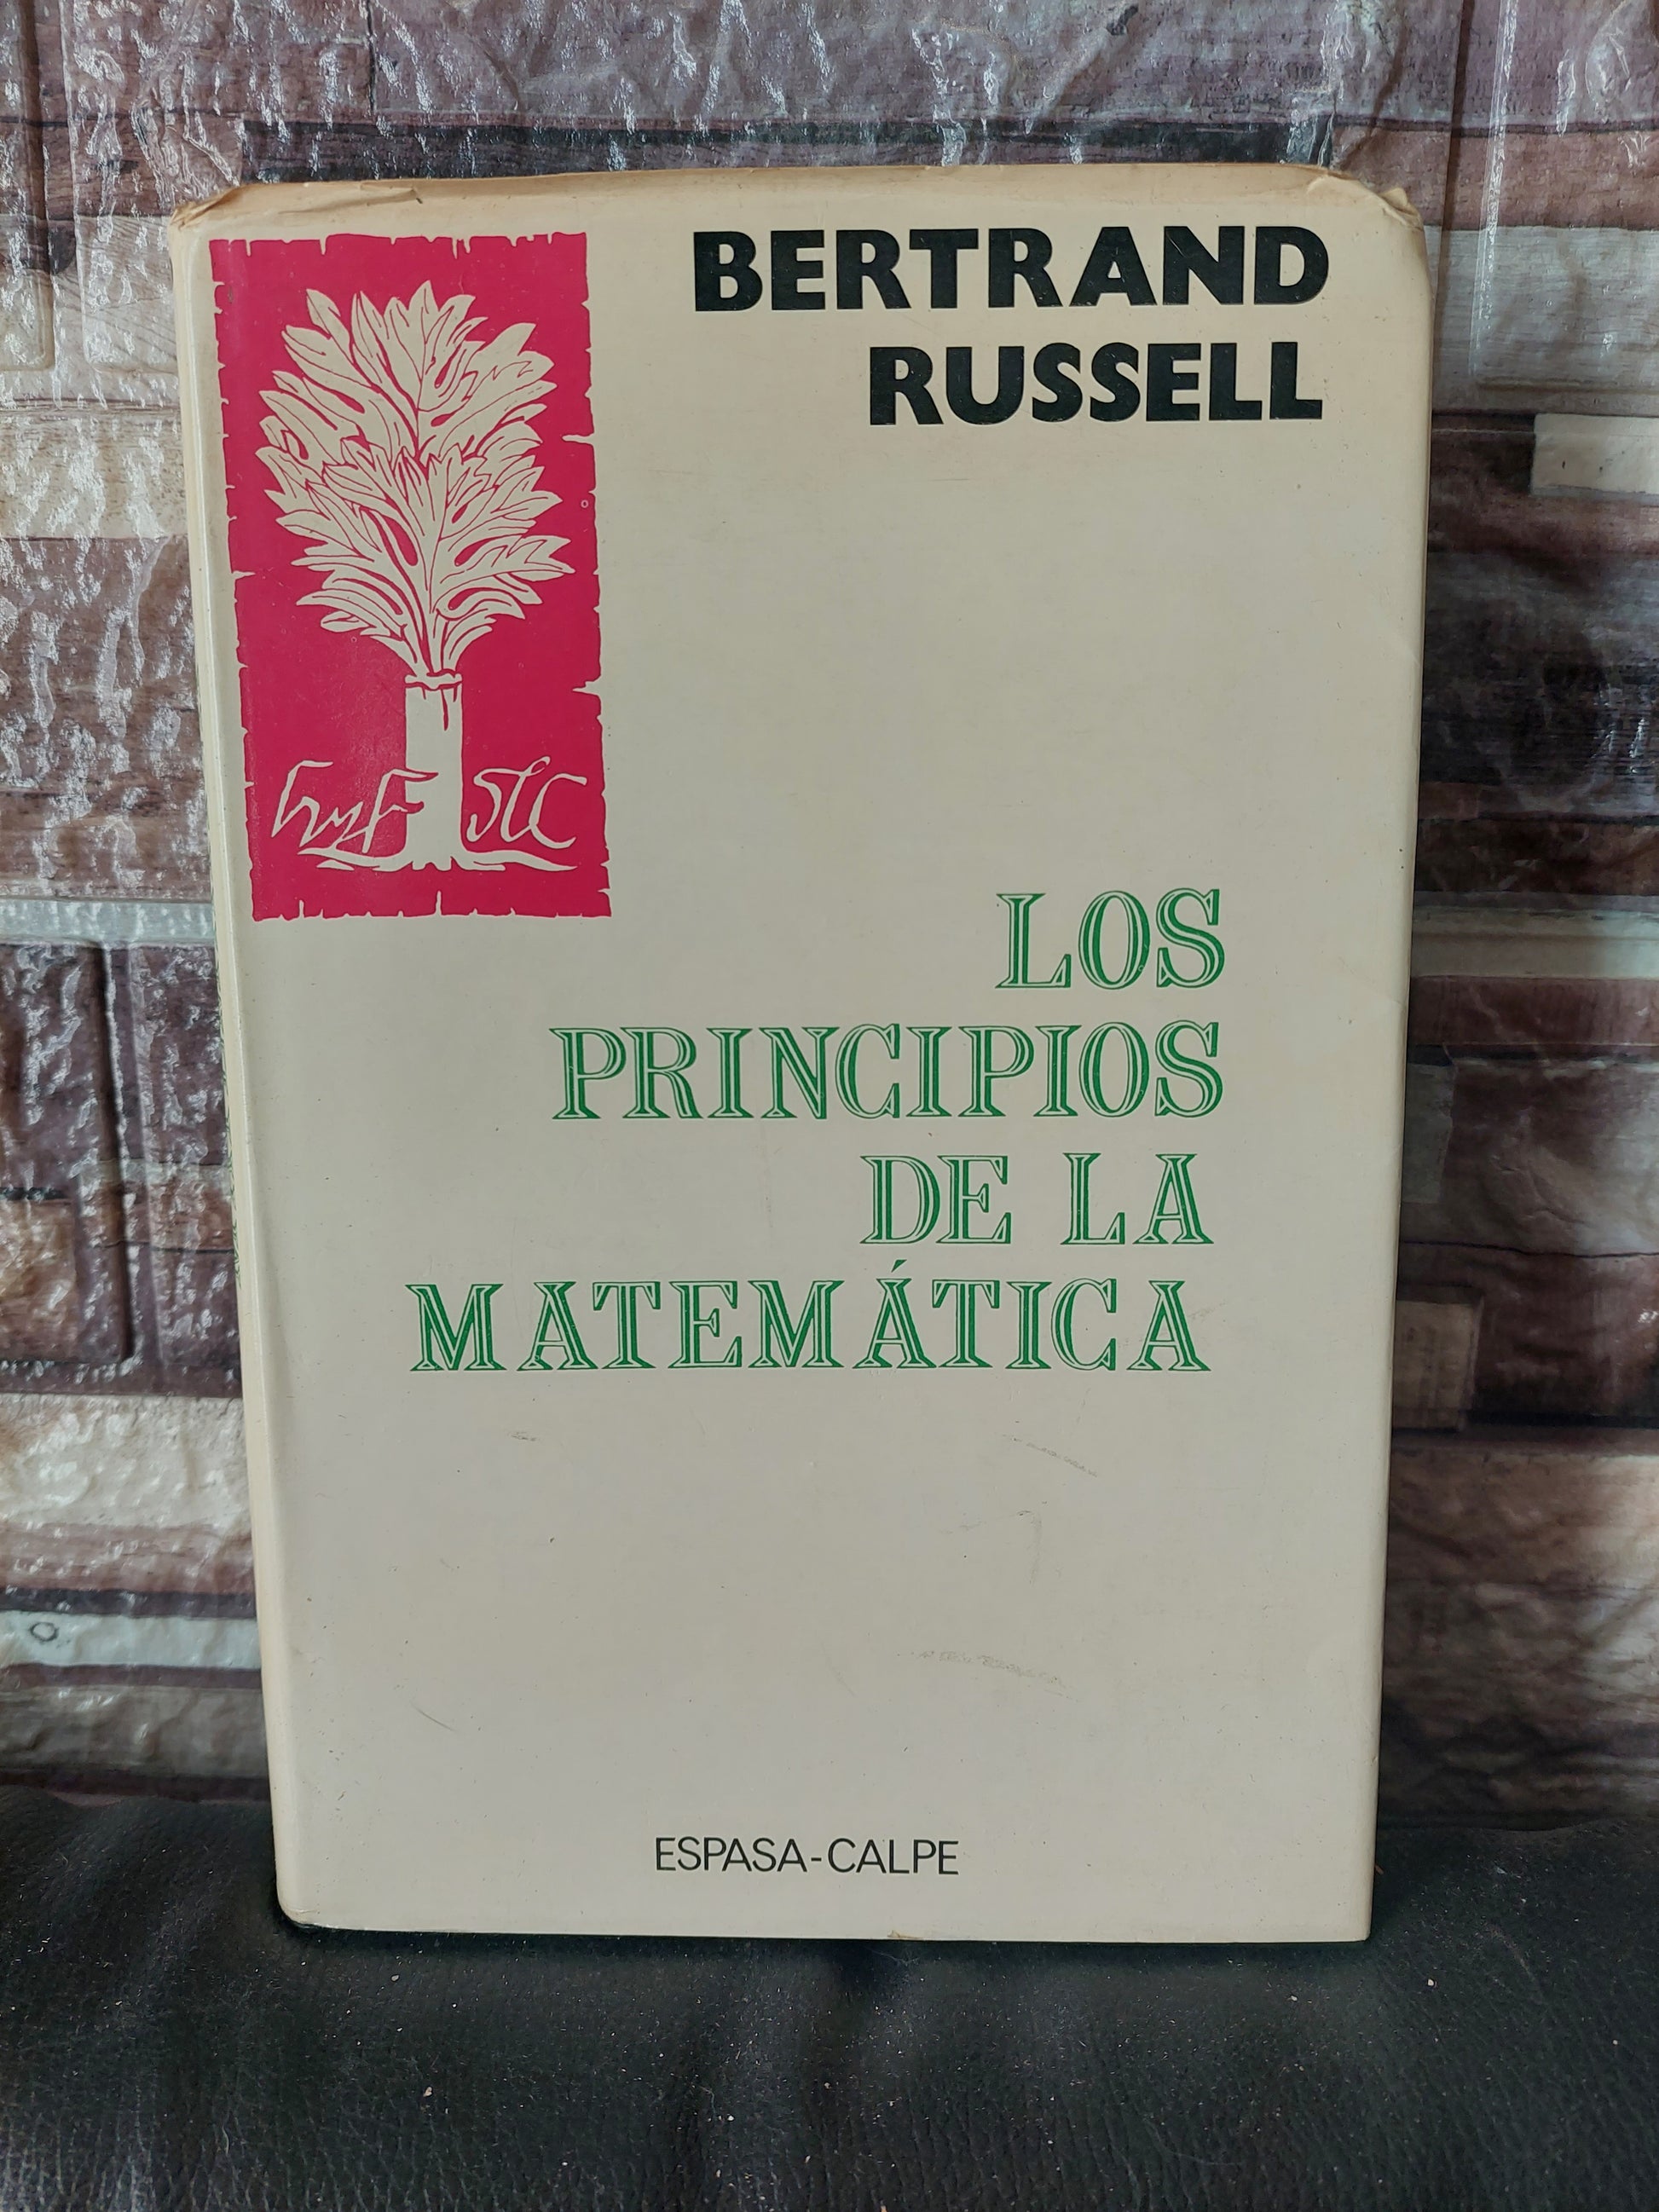 BERTRAND
RUSSELL
LOS
PRINCIPIOS
DE LA
MATEMÁTICA
ESPASA-CALPE